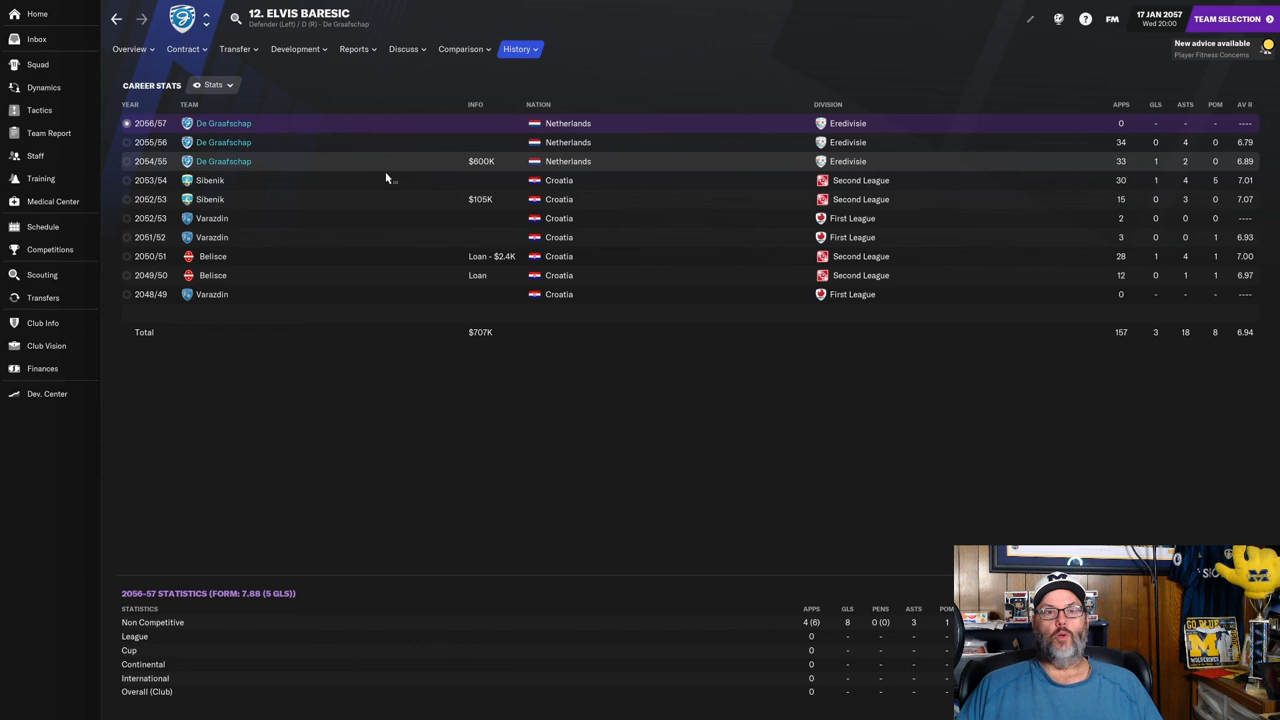 12. ELVIS BARESIC
Defender (Left) / D (R) - De Graafschap
17 JAN 2057
Wed 20:00
TEAM SELECTION
FM
New advice available
Player Fitness Concerns
Home
Inbox
Squad
Dynamics
Tactics
Team Report
Staff
Training
Medical Center
Schedule
Competitions
Scouting
Transfers
Club Info
Club Vision
Finances
Dev. Center
Overview Contract Transfer Development Reports Discuss Comparison History
CAREER STATS Stats
YEAR TEAM INFO NATION DIVISION APPS GLS ASTS POM AV R
2056/57 De Graafschap Netherlands Eredivisie 0 - - - ----
2055/56 De Graafschap Netherlands Eredivisie 34 0 4 0 6.79
2054/55 De Graafschap $600K Netherlands Eredivisie 33 1 2 0 6.89
2053/54 Sibenik Croatia Second League 30 1 4 5 7.01
2052/53 Sibenik $105K Croatia Second League 15 0 3 0 7.07
2052/53 Varazdin Croatia First League 2 0 0 0 ----
2051/52 Varazdin Croatia First League 3 0 0 1 6.93
2050/51 Belisce Loan - $2.4K Croatia Second League 28 1 4 1 7.00
2049/50 Belisce Loan Croatia Second League 12 0 1 1 6.97
2048/49 Varazdin Croatia First League 0 - - - ----
Total $707K 157 3 18 8 6.94
2056-57 STATISTICS (FORM: 7.88 (5 GLS))
STATISTICS APPS GLS PENS ASTS POM
Non Competitive 4 (6) 8 0 (0) 3 1
League 0 - - - -
Cup 0 - - - -
Continental 0 - - - -
International 0 - - - -
Overall (Club) 0 - - - -
GO BLUE
M
WOLVERINES